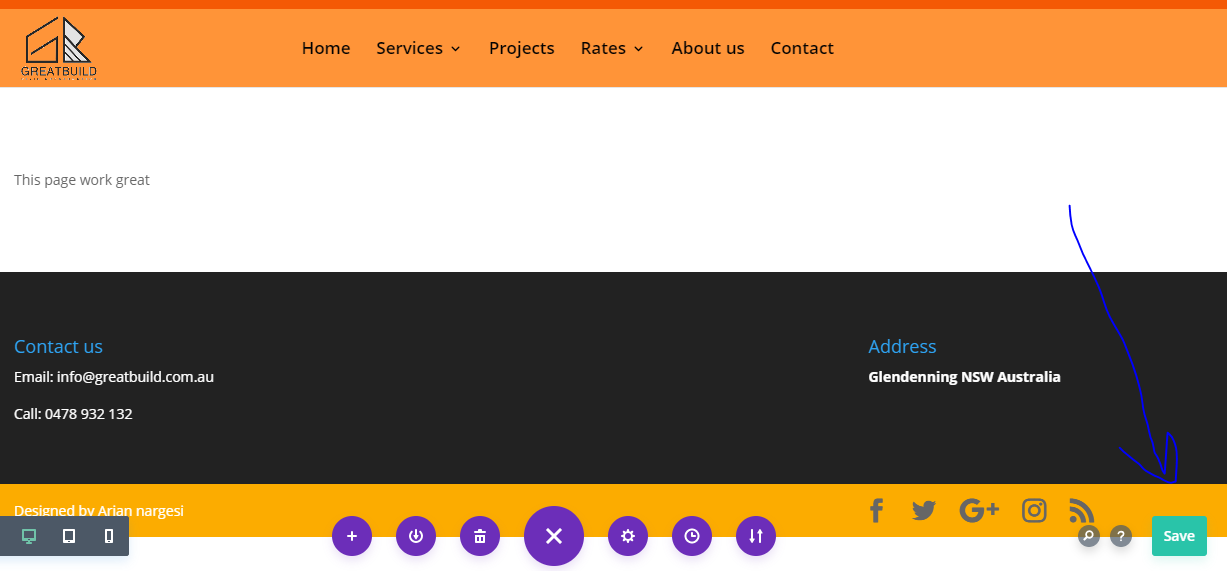 GREATBUILD
Home Services Projects Rates About us Contact
This page work great
Contact us
Email: info@greatbuild.com.au
Call: 0478 932 132
Address
Glendenning NSW Australia
Designed by Arian nargesi
Save